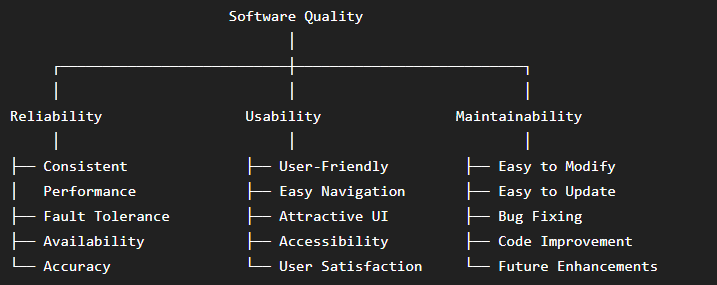 Software Quality
Reliability Usability Maintainability
Consistent User-Friendly Easy to Modify
Performance Easy Navigation Easy to Update
Fault Tolerance Attractive UI Bug Fixing
Availability Accessibility Code Improvement
Accuracy User Satisfaction Future Enhancements